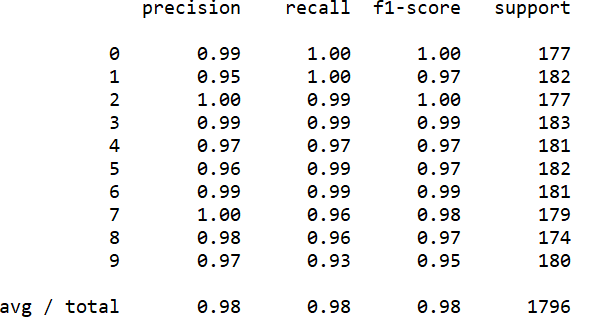 precision recall f1-score support
0 0.99 1.00 1.00 177
1 0.95 1.00 0.97 182
2 1.00 0.99 1.00 177
3 0.99 0.99 0.99 183
4 0.97 0.97 0.97 181
5 0.96 0.99 0.97 182
6 0.99 0.99 0.99 181
7 1.00 0.96 0.98 179
8 0.98 0.96 0.97 174
9 0.97 0.93 0.95 180
avg / total 0.98 0.98 0.98 1796